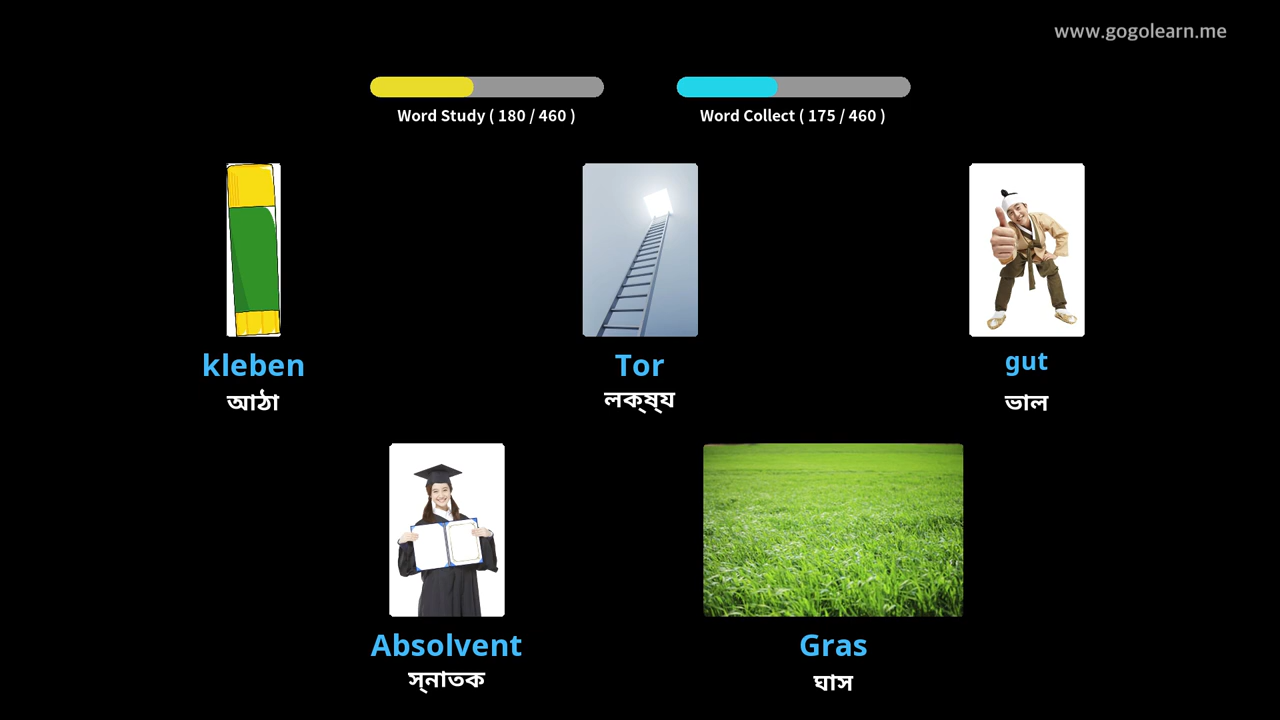 www.gogolearn.me
Word Study ( 180 / 460 )
Word Collect ( 175 / 460 )
kleben
আঠা
Tor
লক্ষ্য
gut
ভাল
Absolvent
স্নাতক
Gras
ঘাস